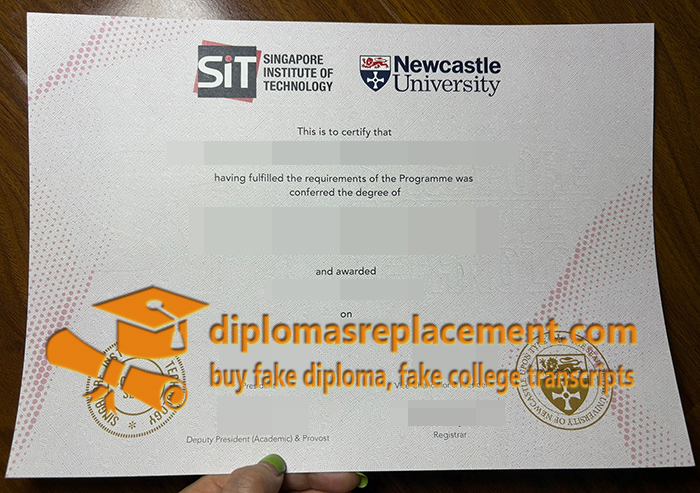 SiT
SINGAPORE
INSTITUTE OF
TECHNOLOGY
Newcastle
University
This is to certify that
having fulfilled the requirements of the Programme was
conferred the degree of
and awarded
on
diplomasreplacement.com
buy fake diploma, fake college transcripts
Deputy President (Academic) & Provost
Registrar